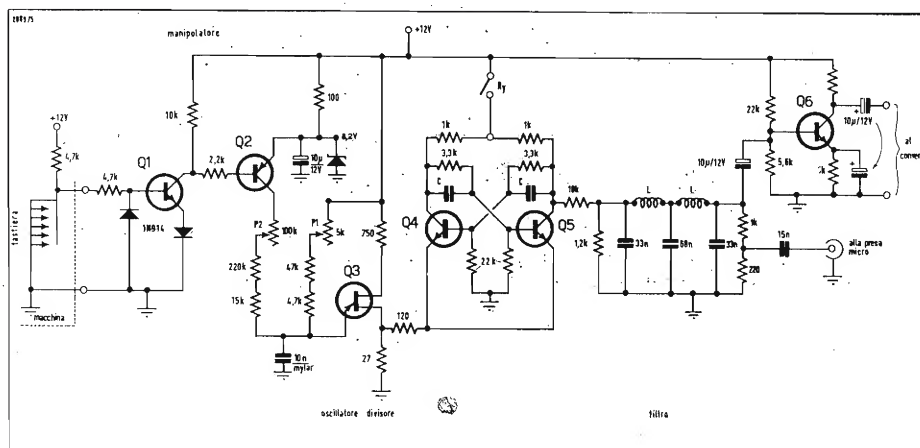 manipolatore
+12V
+12V
4,7k
4,7k
tastiera
macchina
1N914
Q1
10k
2,2k
Q2
100
10µ
12V
8,2V
P2
100k
P1
5k
220k
15k
47k
4,7k
750
Q3
10n
mylar
27
120
oscillatore divisore
Ry
1k
1k
3,3k
3,3k
C
C
Q4
Q5
22k
10k
1,2k
L
L
33n
68n
33n
filtro
10µ/12V
1k
220
15n
alla presa
micro
22k
5,6k
Q6
10µ/12V
al